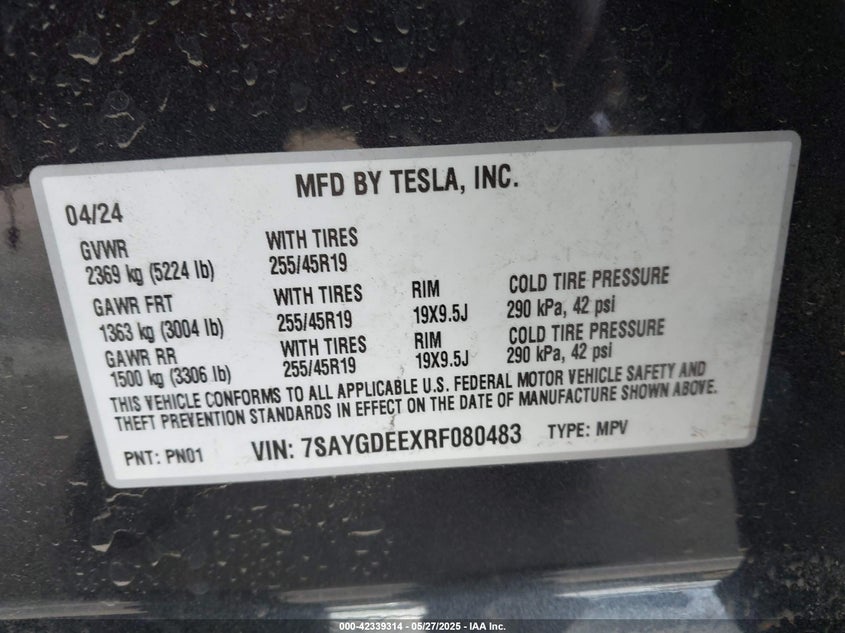 MFD BY TESLA, INC.
04/24
GVWR WITH TIRES
2369 kg (5224 lb) 255/45R19
GAWR FRT WITH TIRES RIM COLD TIRE PRESSURE
1363 kg (3004 lb) 255/45R19 19X9.5J 290 kPa, 42 psi
GAWR RR WITH TIRES RIM COLD TIRE PRESSURE
1500 kg (3306 lb) 255/45R19 19X9.5J 290 kPa, 42 psi
THIS VEHICLE CONFORMS TO ALL APPLICABLE U.S. FEDERAL MOTOR VEHICLE SAFETY AND
THEFT PREVENTION STANDARDS IN EFFECT ON THE DATE OF MANUFACTURE SHOWN ABOVE.
PNT: PN01 VIN: 7SAYGDEEXRF080483 TYPE: MPV
000-42339314 - 05/27/2025 - IAA Inc.